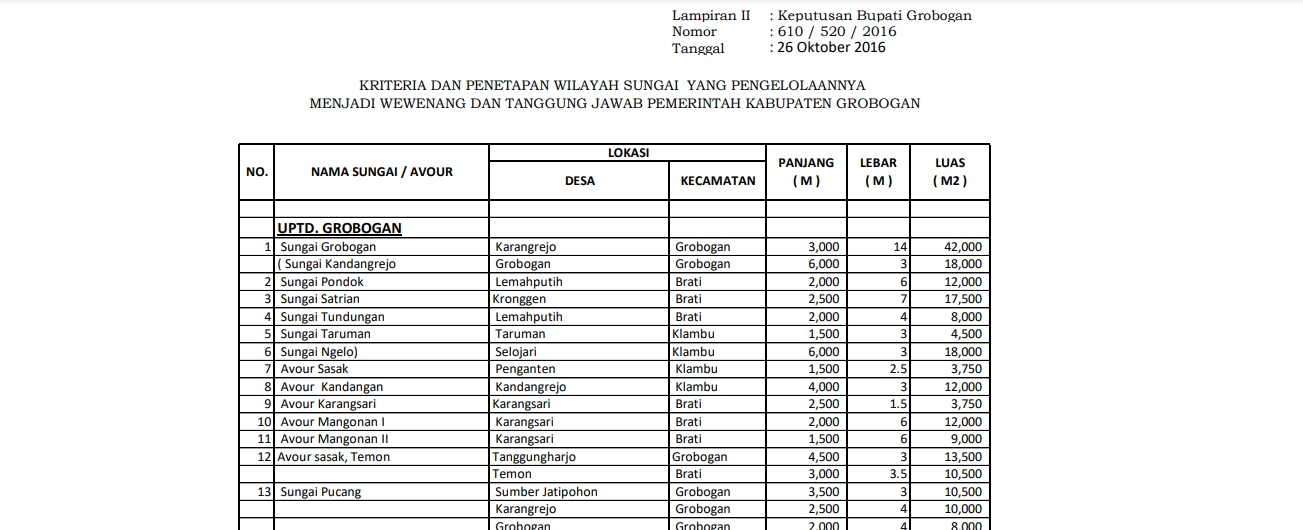 Lampiran II : Keputusan Bupati Grobogan
Nomor : 610 / 520 / 2016
Tanggal : 26 Oktober 2016
KRITERIA DAN PENETAPAN WILAYAH SUNGAI YANG PENGELOLAANNYA
MENJADI WEWENANG DAN TANGGUNG JAWAB PEMERINTAH KABUPATEN GROBOGAN
NO. NAMA SUNGAI / AVOUR LOKASI PANJANG ( M ) LEBAR ( M ) LUAS ( M2 )
DESA KECAMATAN
UPTD. GROBOGAN
1 Sungai Grobogan Karangrejo Grobogan 3,000 14 42,000
( Sungai Kandangrejo Grobogan Grobogan 6,000 3 18,000
2 Sungai Pondok Lemahputih Brati 2,000 6 12,000
3 Sungai Satrian Kronggen Brati 2,500 7 17,500
4 Sungai Tundungan Lemahputih Brati 2,000 4 8,000
5 Sungai Taruman Taruman Klambu 1,500 3 4,500
6 Sungai Ngelo) Selojari Klambu 6,000 3 18,000
7 Avour Sasak Penganten Klambu 1,500 2.5 3,750
8 Avour Kandangan Kandangrejo Klambu 4,000 3 12,000
9 Avour Karangsari Karangsari Brati 2,500 1.5 3,750
10 Avour Mangonan I Karangsari Brati 2,000 6 12,000
11 Avour Mangonan II Karangsari Brati 1,500 6 9,000
12 Avour sasak, Temon Tanggungharjo Grobogan 4,500 3 13,500
Temon Brati 3,000 3.5 10,500
13 Sungai Pucang Sumber Jatipohon Grobogan 3,500 3 10,500
Karangrejo Grobogan 2,500 4 10,000
Grobogan Grobogan 2,000 4 8,000